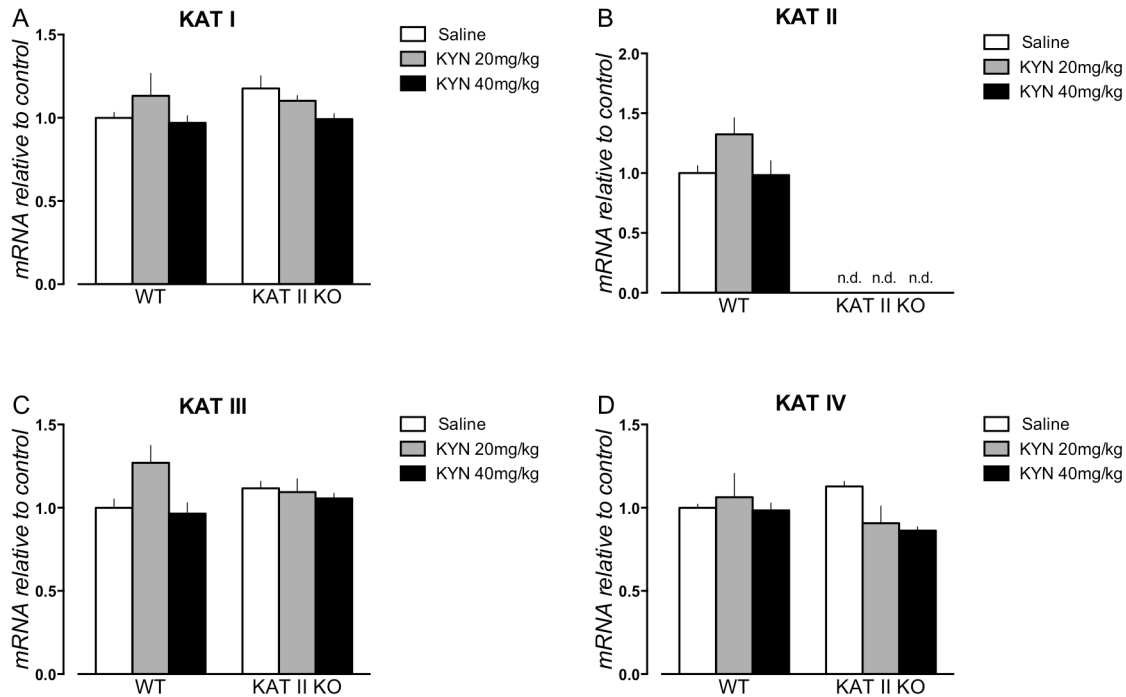 A
KAT I
mRNA relative to control
1.5
1.0
0.5
0.0
WT
KAT II KO
Saline
KYN 20mg/kg
KYN 40mg/kg
B
KAT II
mRNA relative to control
2.0
1.5
1.0
0.5
0.0
n.d. n.d. n.d.
WT
KAT II KO
Saline
KYN 20mg/kg
KYN 40mg/kg
C
KAT III
mRNA relative to control
1.5
1.0
0.5
0.0
WT
KAT II KO
Saline
KYN 20mg/kg
KYN 40mg/kg
D
KAT IV
mRNA relative to control
1.5
1.0
0.5
0.0
WT
KAT II KO
Saline
KYN 20mg/kg
KYN 40mg/kg